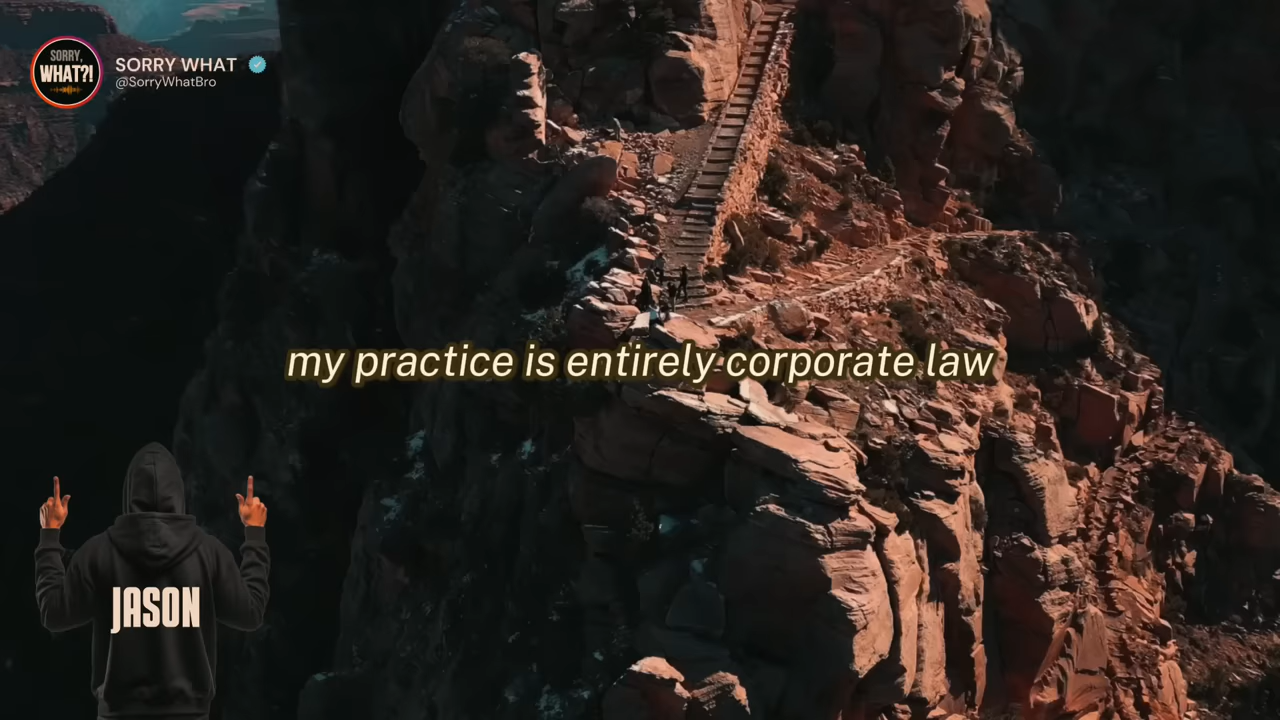 SORRY,
WHAT?!
SORRY WHAT
@SorryWhatBro
my practice is entirely corporate law
JASON